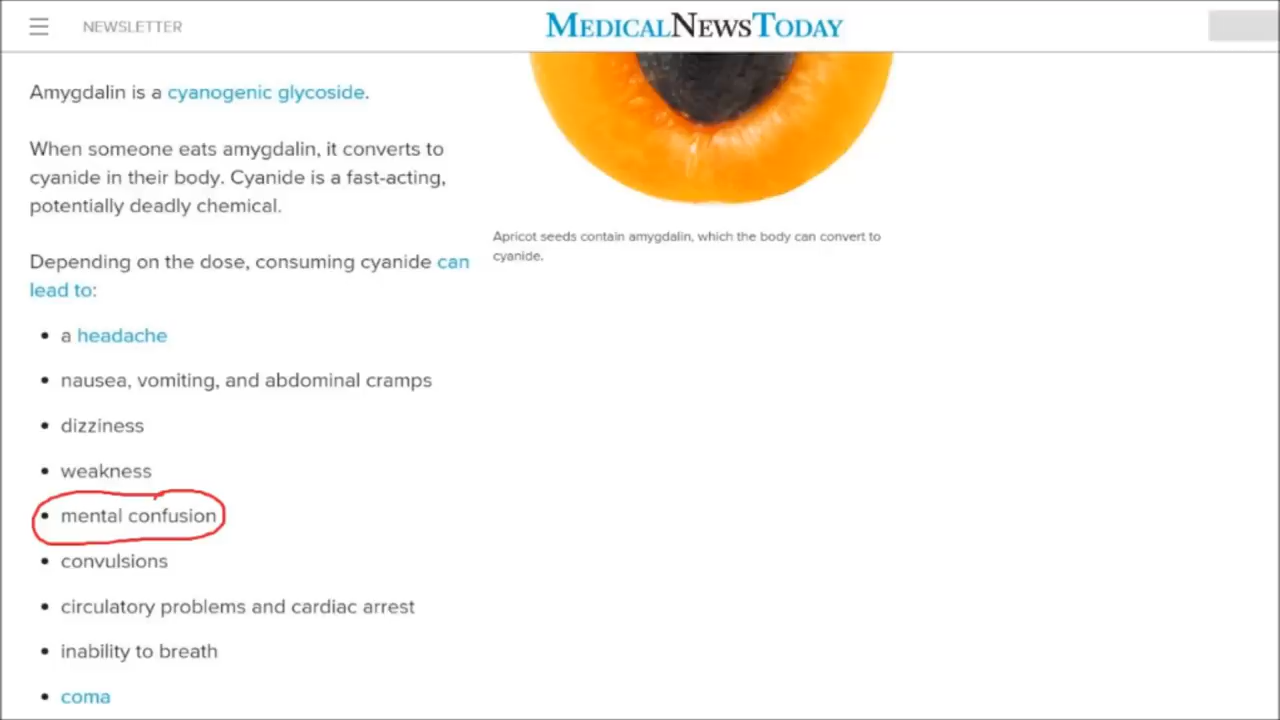 NEWSLETTER
MEDICALNEWSTODAY
Amygdalin is a cyanogenic glycoside.
When someone eats amygdalin, it converts to
cyanide in their body. Cyanide is a fast-acting,
potentially deadly chemical.
Depending on the dose, consuming cyanide can
lead to:
• a headache
• nausea, vomiting, and abdominal cramps
• dizziness
• weakness
• mental confusion
• convulsions
• circulatory problems and cardiac arrest
• inability to breath
• coma
Apricot seeds contain amygdalin, which the body can convert to
cyanide.